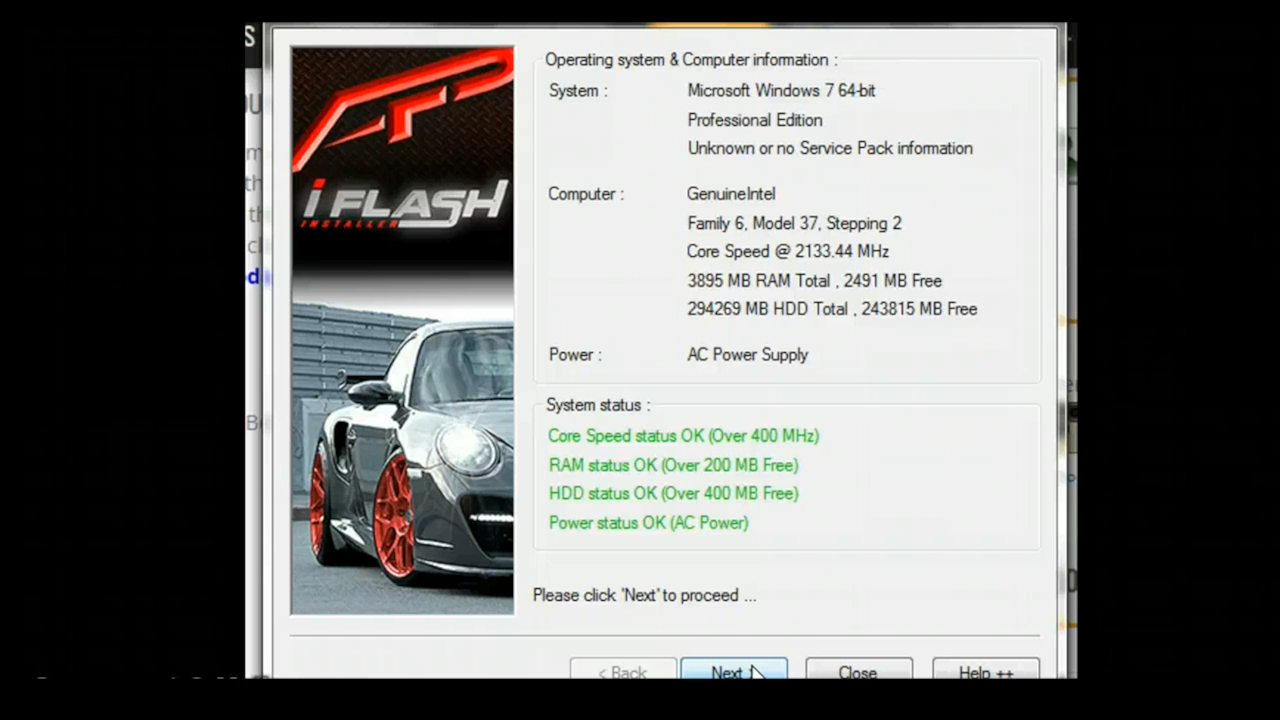 Operating system & Computer information :
System :
Microsoft Windows 7 64-bit
Professional Edition
Unknown or no Service Pack information
Computer :
GenuineIntel
Family 6, Model 37, Stepping 2
Core Speed @ 2133.44 MHz
3895 MB RAM Total , 2491 MB Free
294269 MB HDD Total , 243815 MB Free
Power :
AC Power Supply
System status :
Core Speed status OK (Over 400 MHz)
RAM status OK (Over 200 MB Free)
HDD status OK (Over 400 MB Free)
Power status OK (AC Power)
Please click 'Next' to proceed ...
< Back
Next
Close
Help ++
iFLASH
INSTALLER